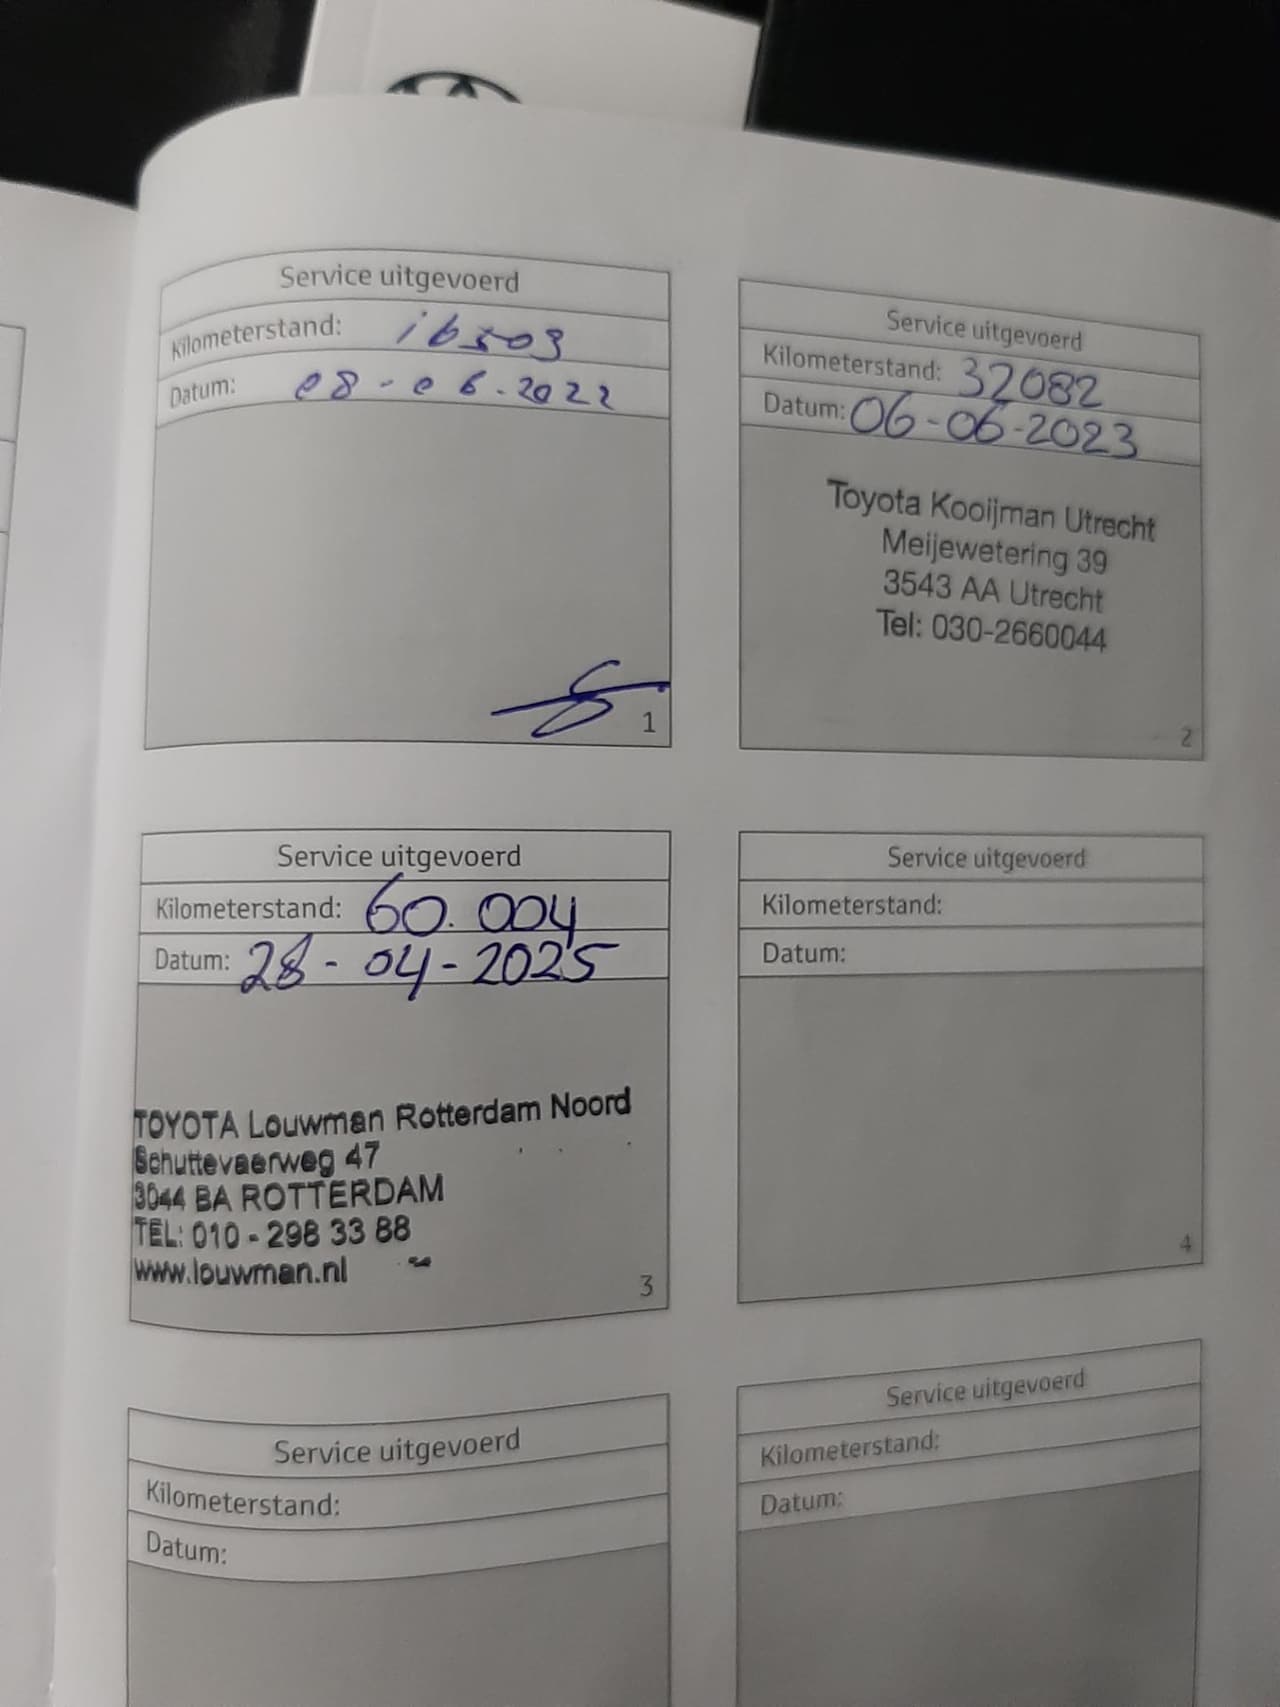 Service uitgevoerd
Kilometerstand: 16503
Datum: 08-06-2022
1
Service uitgevoerd
Kilometerstand: 32082
Datum: 06-06-2023
Toyota Kooijman Utrecht
Meijewetering 39
3543 AA Utrecht
Tel: 030-2660044
2
Service uitgevoerd
Kilometerstand: 60.004
Datum: 28-04-2025
TOYOTA Louwman Rotterdam Noord
Schuttevaerweg 47
3044 BA ROTTERDAM
TEL: 010 - 298 33 88
www.louwman.nl
3
Service uitgevoerd
Kilometerstand:
Datum:
4
Service uitgevoerd
Kilometerstand:
Datum:
Service uitgevoerd
Kilometerstand:
Datum: